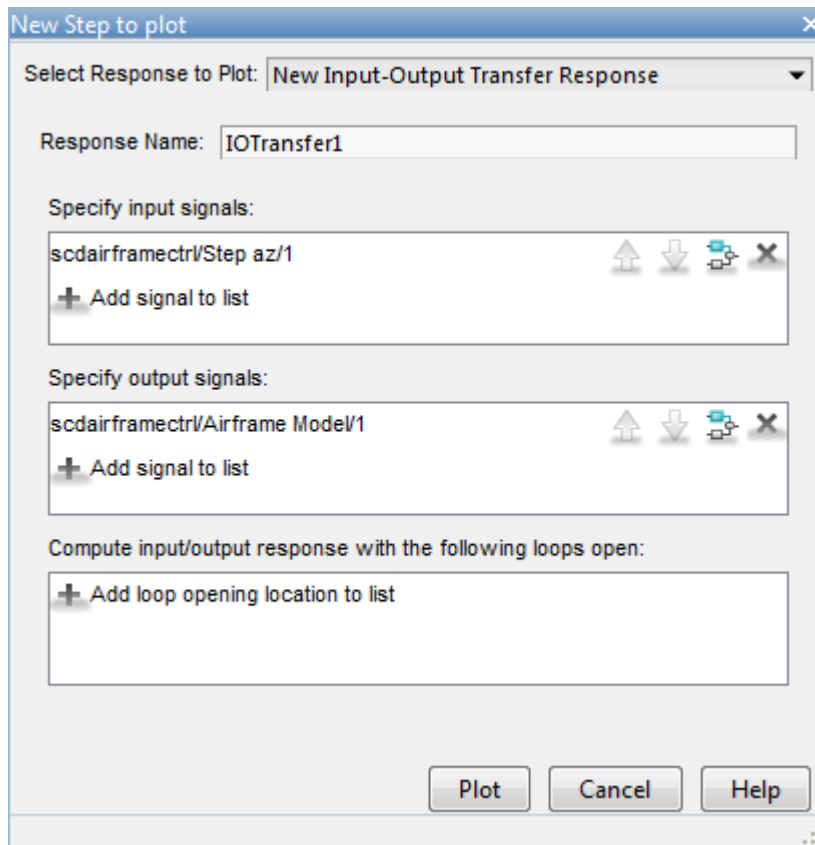 New Step to plot
Select Response to Plot: New Input-Output Transfer Response
Response Name: IOTransfer1
Specify input signals:
scdairframectrl/Step az/1
Add signal to list
Specify output signals:
scdairframectrl/Airframe Model/1
Add signal to list
Compute input/output response with the following loops open:
Add loop opening location to list
Plot Cancel Help